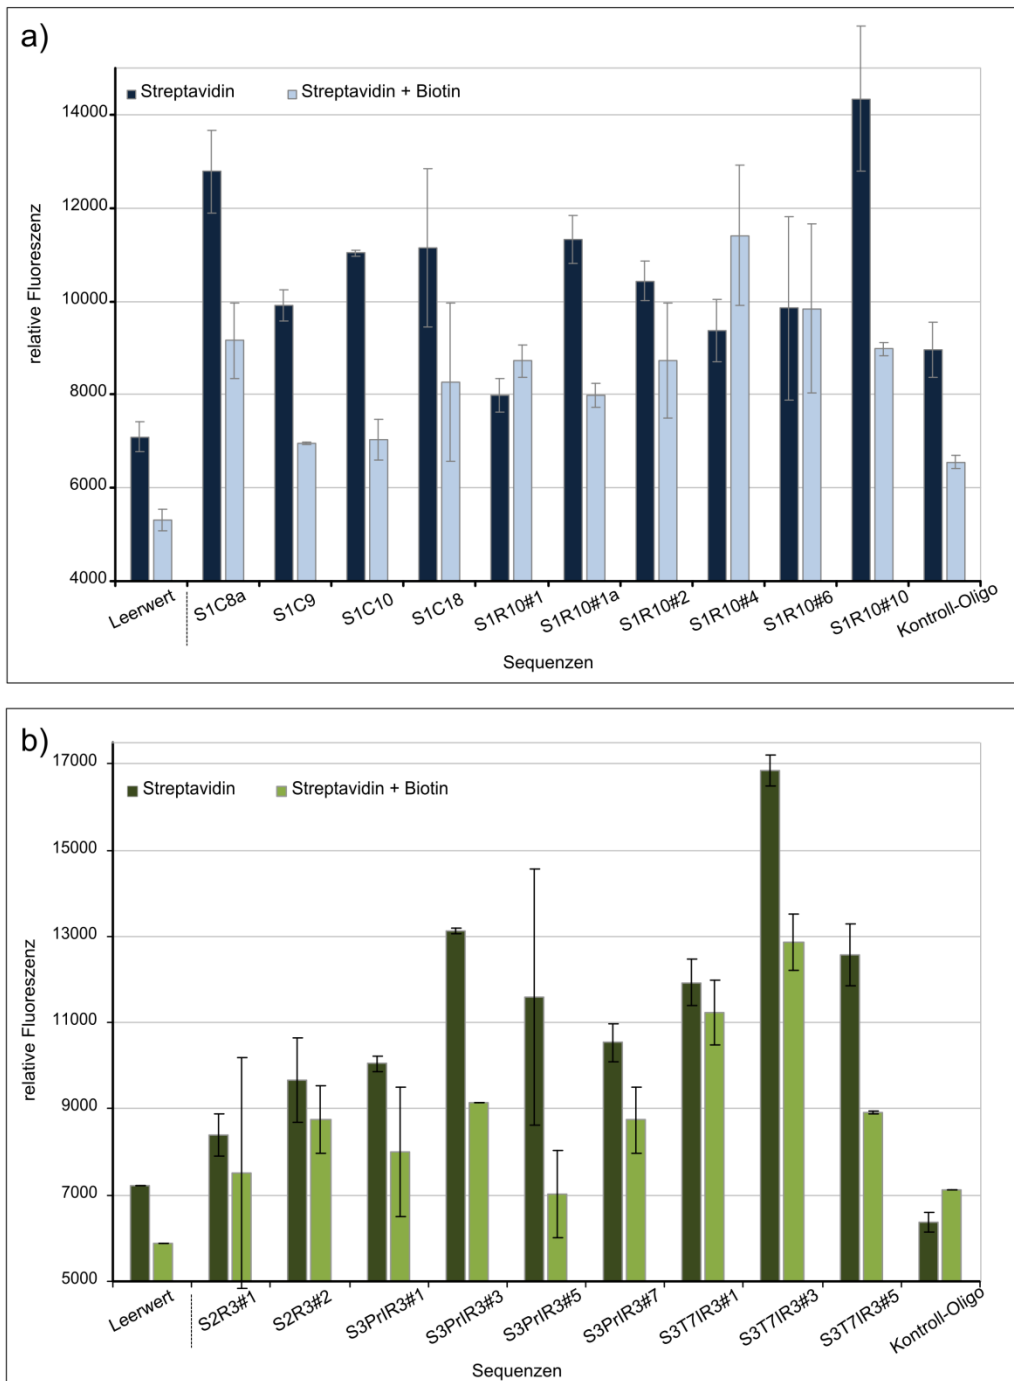 a)
Streptavidin Streptavidin + Biotin
relative Fluoreszenz
14000
12000
10000
8000
6000
4000
Leerwert S1C8a S1C9 S1C10 S1C18 S1R10#1 S1R10#1a S1R10#2 S1R10#4 S1R10#6 S1R10#10 Kontroll-Oligo
Sequenzen
b)
Streptavidin Streptavidin + Biotin
relative Fluoreszenz
17000
15000
13000
11000
9000
7000
5000
Leerwert S2R3#1 S2R3#2 S3PrIR3#1 S3PrIR3#3 S3PrIR3#5 S3PrIR3#7 S3T7IR3#1 S3T7IR3#3 S3T7IR3#5 Kontroll-Oligo
Sequenzen